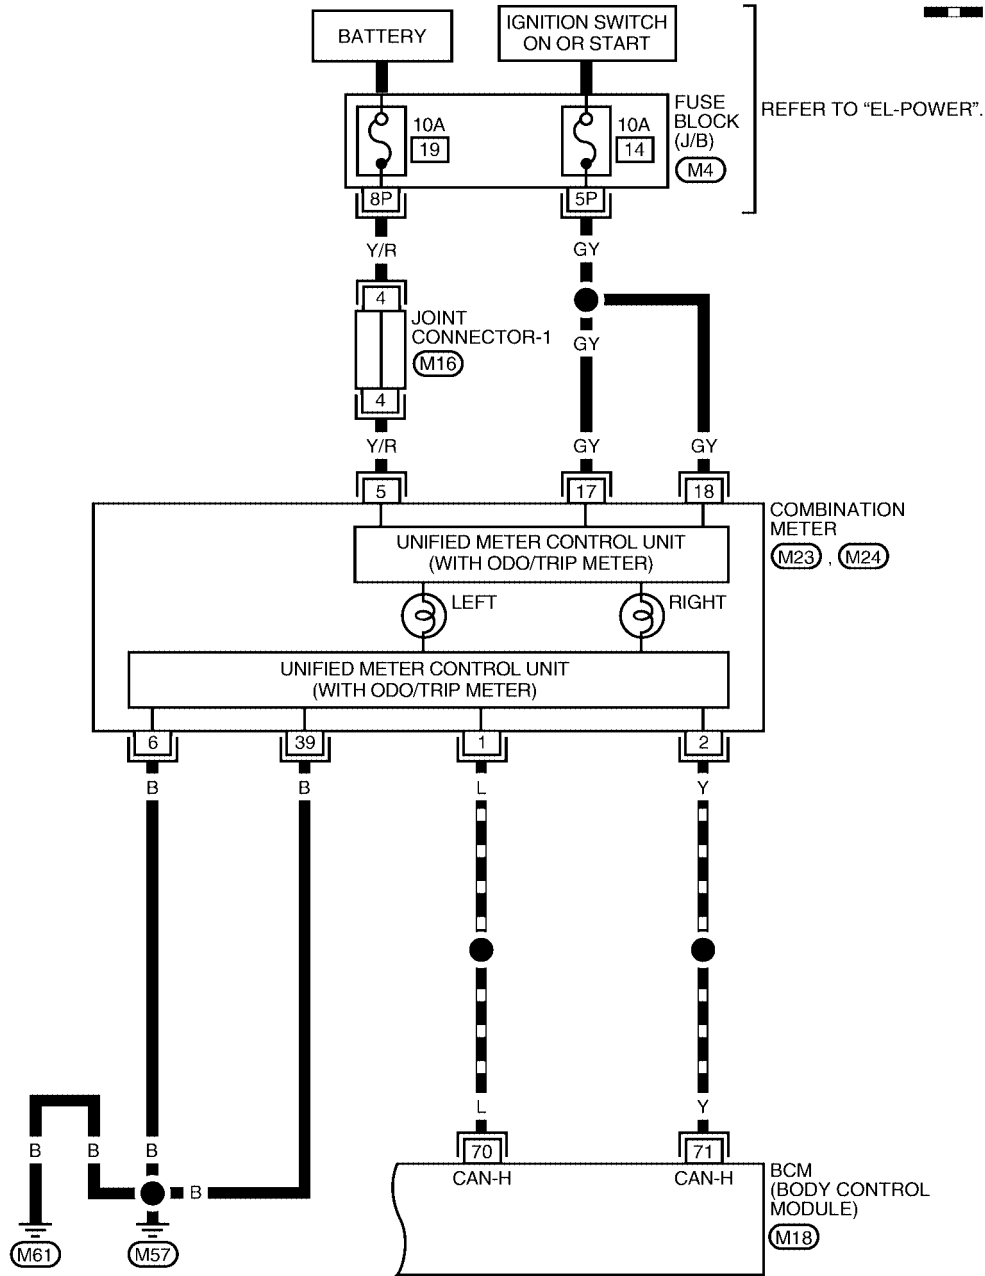 BATTERY
IGNITION SWITCH
ON OR START
10A
19
10A
14
FUSE
BLOCK
(J/B)
M4
REFER TO "EL-POWER".
8P
5P
Y/R
GY
4
JOINT
CONNECTOR-1
M16
GY
4
Y/R
GY
GY
5
17
18
COMBINATION
METER
M23 , M24
UNIFIED METER CONTROL UNIT
(WITH ODO/TRIP METER)
LEFT
RIGHT
UNIFIED METER CONTROL UNIT
(WITH ODO/TRIP METER)
6
39
1
2
B
B
L
Y
L
Y
B
B
B
B
70
71
CAN-H
CAN-H
BCM
(BODY CONTROL
MODULE)
M18
M61
M57